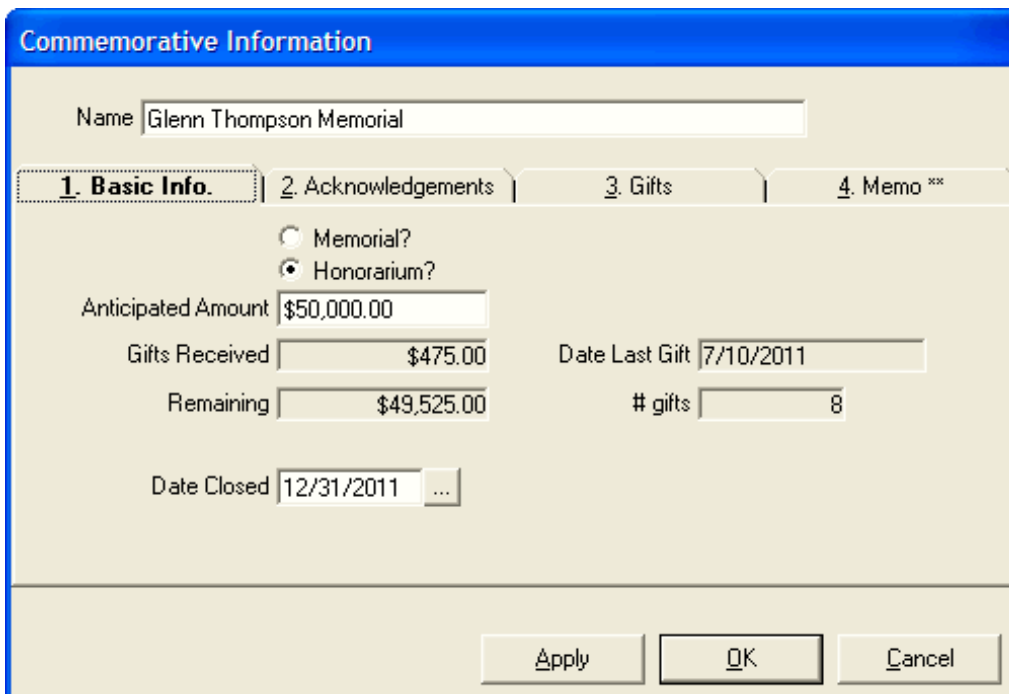 Commemorative Information
Name Glenn Thompson Memorial
1. Basic Info. 2. Acknowledgements 3. Gifts 4. Memo **
Memorial?
Honorarium?
Anticipated Amount $50,000.00
Gifts Received $475.00 Date Last Gift 7/10/2011
Remaining $49,525.00 # gifts 8
Date Closed 12/31/2011 ...
Apply OK Cancel